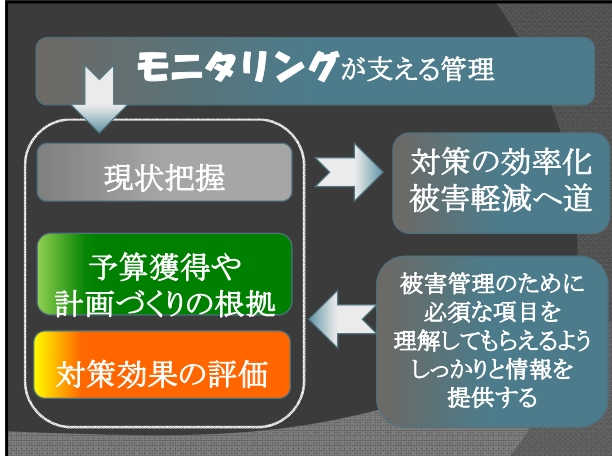 モニタリングが支える管理
現状把握
対策の効率化
被害軽減へ道
予算獲得や
計画づくりの根拠
対策効果の評価
被害管理のために
必須な項目を
理解してもらえるよう
しっかりと情報を
提供する